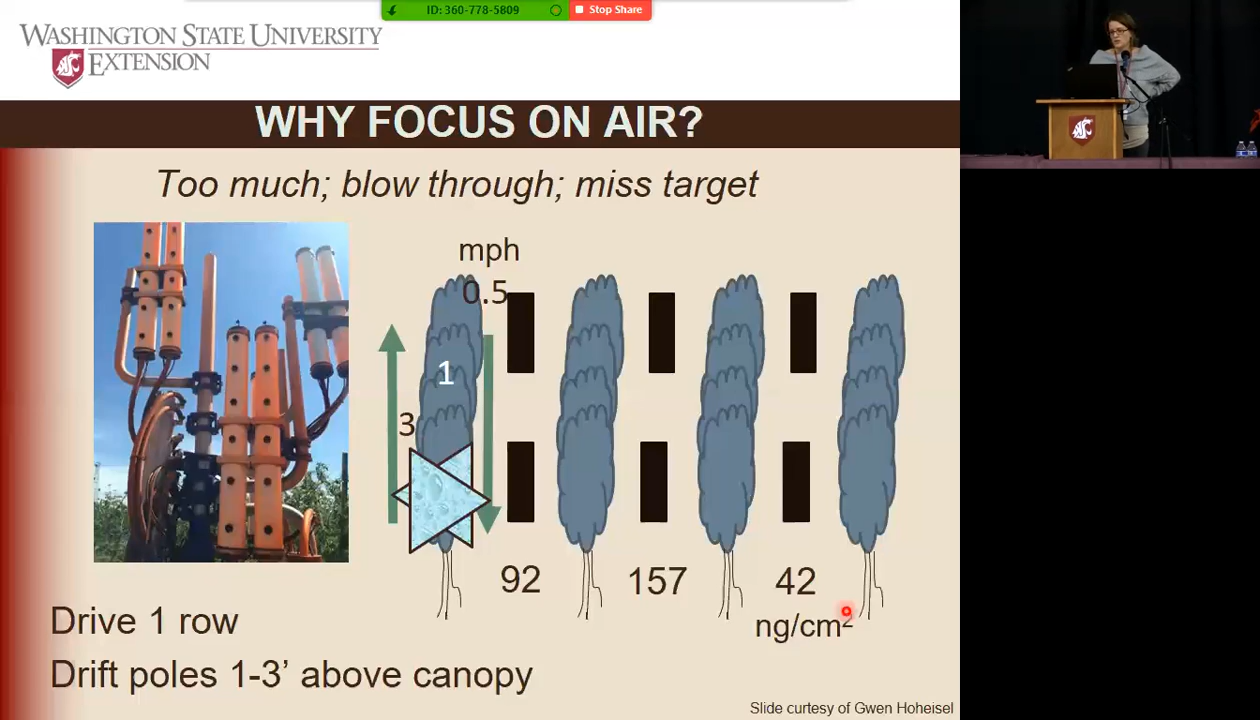 ID: 360-778-5809
Stop Share
WASHINGTON STATE UNIVERSITY
EXTENSION
WHY FOCUS ON AIR?
Too much; blow through; miss target
mph
0.5
1
3
92
157
42
ng/cm²
Drive 1 row
Drift poles 1-3’ above canopy
Slide curtesy of Gwen Hoheisel